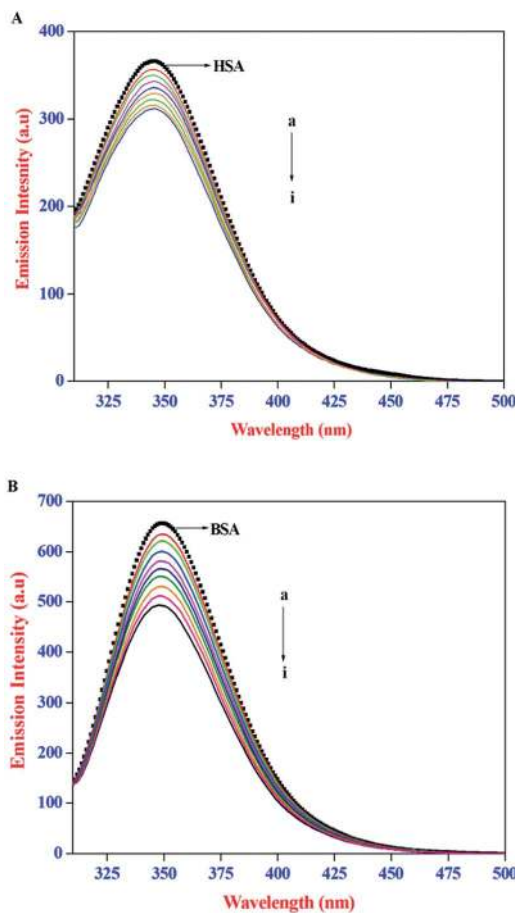 A
400
300
200
100
0
HSA
a
i
Emission Intesnity (a.u)
325 350 375 400 425 450 475 500
Wavelength (nm)
B
700
600
500
400
300
200
100
0
BSA
a
i
Emission Intensity (a.u)
325 350 375 400 425 450 475 500
Wavelength (nm)